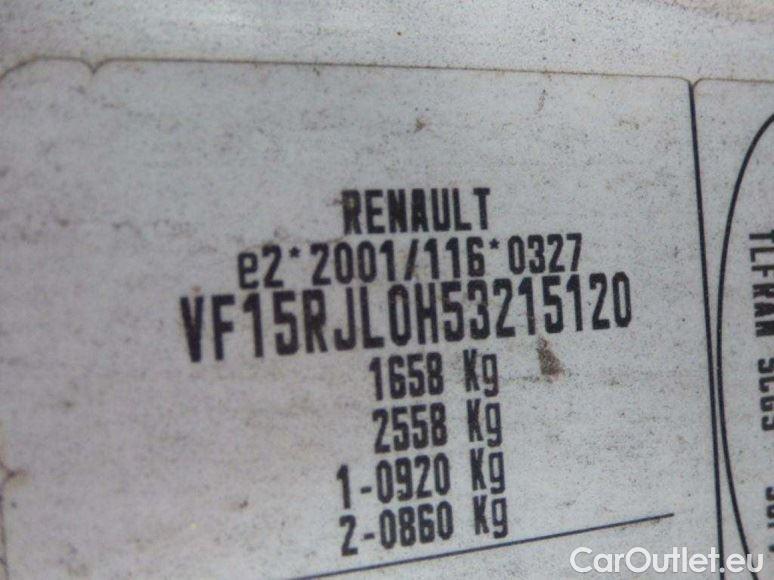 RENAULT
e2*2001/116*0327
VF15RJL0H53215120
1658 Kg
2558 Kg
1-0920 Kg
2-0860 Kg
CarOutlet.eu